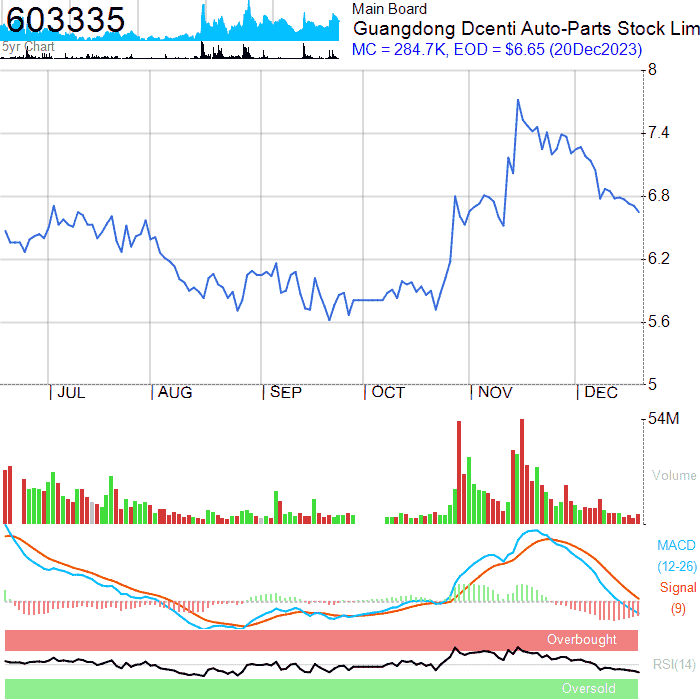 603335
5yr Chart
Main Board
Guangdong Dcenti Auto-Parts Stock Lim
MC = 284.7K, EOD = $6.65 (20Dec2023)
8
7.4
6.8
6.2
5.6
5
JUL AUG SEP OCT NOV DEC
54M
Volume
MACD
(12-26)
Signal
(9)
Overbought
RSI(14)
Oversold